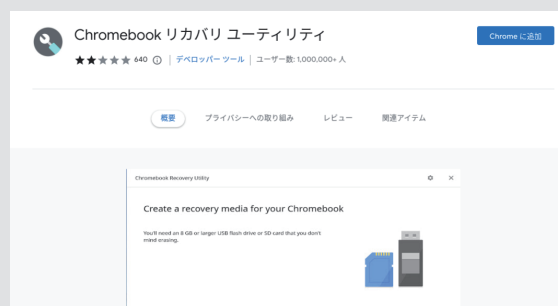 Chromebook リカバリ ユーティリティ
Chrome に追加
640 デベロッパー ツール ユーザー数: 1,000,000+ 人
概要 プライバシーへの取り組み レビュー 関連アイテム
Chromebook Recovery Utility
Create a recovery media for your Chromebook
You'll need an 8 GB or larger USB flash drive or SD card that you don't
mind erasing.